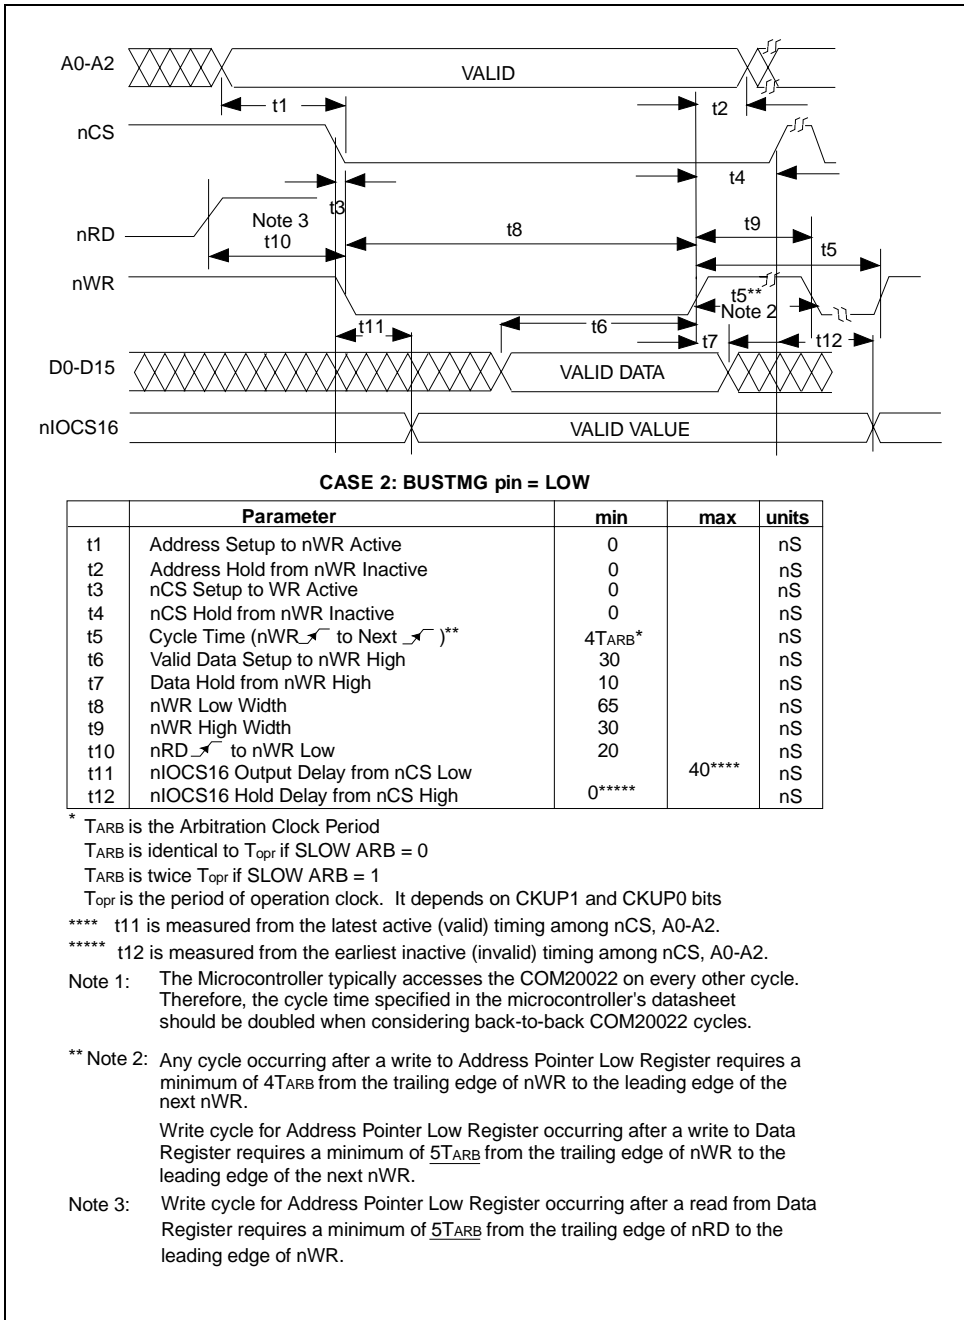 A0-A2
VALID
t1
t2
nCS
t4
t3
nRD
Note 3
t10
t8
t9
t5
nWR
t5**
Note 2
t11
t6
t7
t12
D0-D15
VALID DATA
nIOCS16
VALID VALUE
CASE 2: BUSTMG pin = LOW
Parameter min max units
t1 Address Setup to nWR Active 0 nS
t2 Address Hold from nWR Inactive 0 nS
t3 nCS Setup to WR Active 0 nS
t4 nCS Hold from nWR Inactive 0 nS
t5 Cycle Time (nWR to Next )** 4TARB* nS
t6 Valid Data Setup to nWR High 30 nS
t7 Data Hold from nWR High 10 nS
t8 nWR Low Width 65 nS
t9 nWR High Width 30 nS
t10 nRD to nWR Low 20 nS
t11 nIOCS16 Output Delay from nCS Low 40**** nS
t12 nIOCS16 Hold Delay from nCS High 0***** nS
* TARB is the Arbitration Clock Period
TARB is identical to Topr if SLOW ARB = 0
TARB is twice Topr if SLOW ARB = 1
Topr is the period of operation clock. It depends on CKUP1 and CKUP0 bits
**** t11 is measured from the latest active (valid) timing among nCS, A0-A2.
***** t12 is measured from the earliest inactive (invalid) timing among nCS, A0-A2.
Note 1: The Microcontroller typically accesses the COM20022 on every other cycle.
Therefore, the cycle time specified in the microcontroller's datasheet
should be doubled when considering back-to-back COM20022 cycles.
** Note 2: Any cycle occurring after a write to Address Pointer Low Register requires a
minimum of 4TARB from the trailing edge of nWR to the leading edge of the
next nWR.
Write cycle for Address Pointer Low Register occurring after a write to Data
Register requires a minimum of 5TARB from the trailing edge of nWR to the
leading edge of the next nWR.
Note 3: Write cycle for Address Pointer Low Register occurring after a read from Data
Register requires a minimum of 5TARB from the trailing edge of nRD to the
leading edge of nWR.